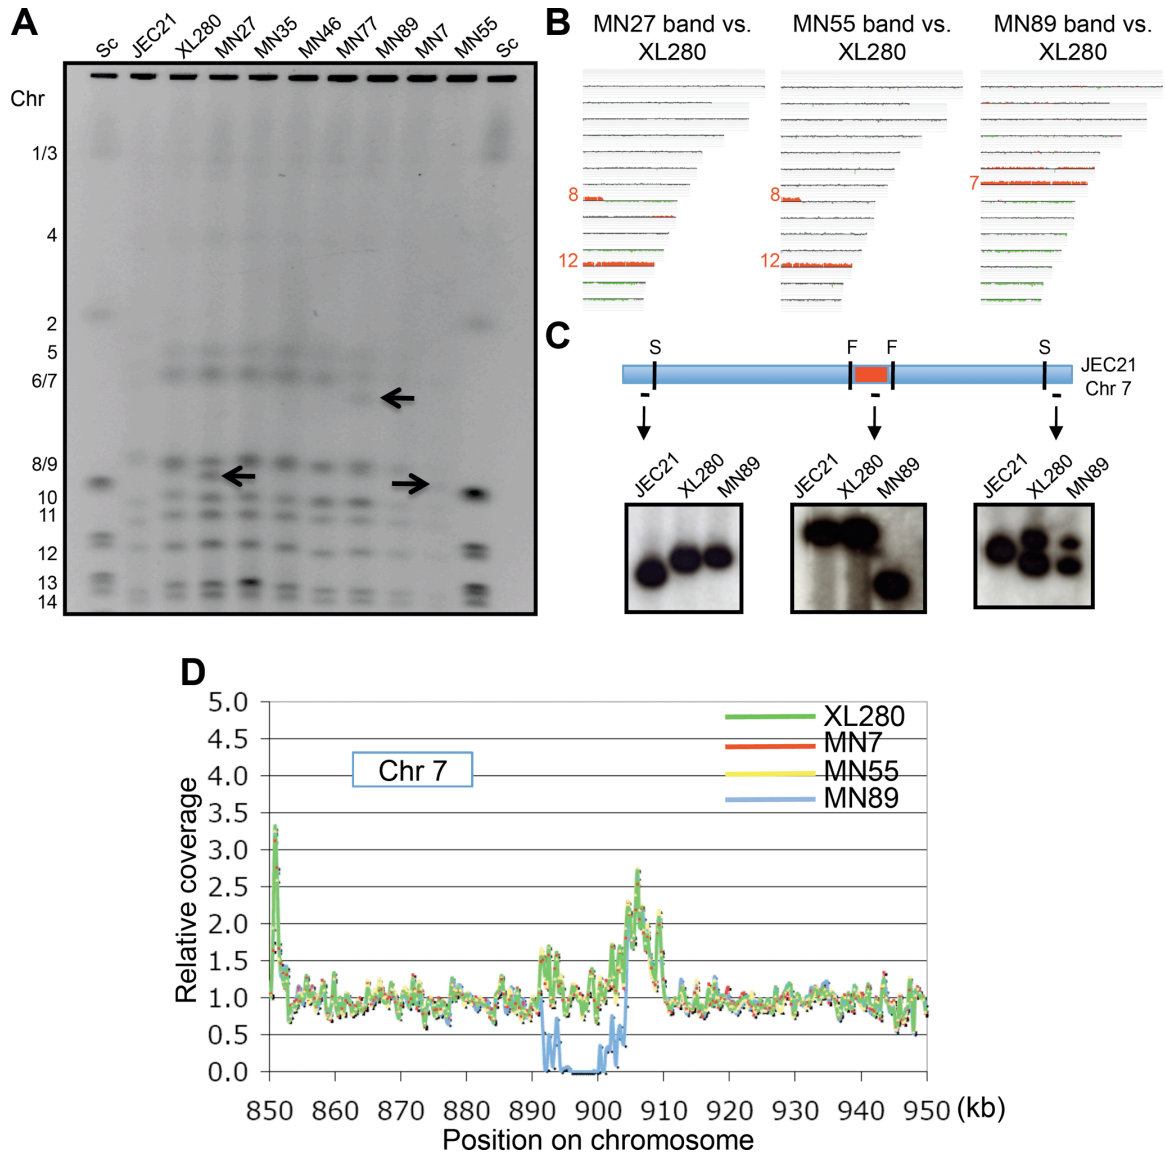 A
Sc JEC21 XL280 MN27 MN35 MN46 MN77 MN89 MN7 MN55 Sc
Chr
1/3
4
2
5
6/7
8/9
10
11
12
13
14
B
MN27 band vs.
XL280
MN55 band vs.
XL280
MN89 band vs.
XL280
8
12
8
12
7
C
S F F S
JEC21
Chr 7
JEC21 XL280 MN89
JEC21 XL280 MN89
JEC21 XL280 MN89
D
Relative coverage
5.0
4.5
4.0
3.5
3.0
2.5
2.0
1.5
1.0
0.5
0.0
Chr 7
XL280
MN7
MN55
MN89
850 860 870 880 890 900 910 920 930 940 950 (kb)
Position on chromosome